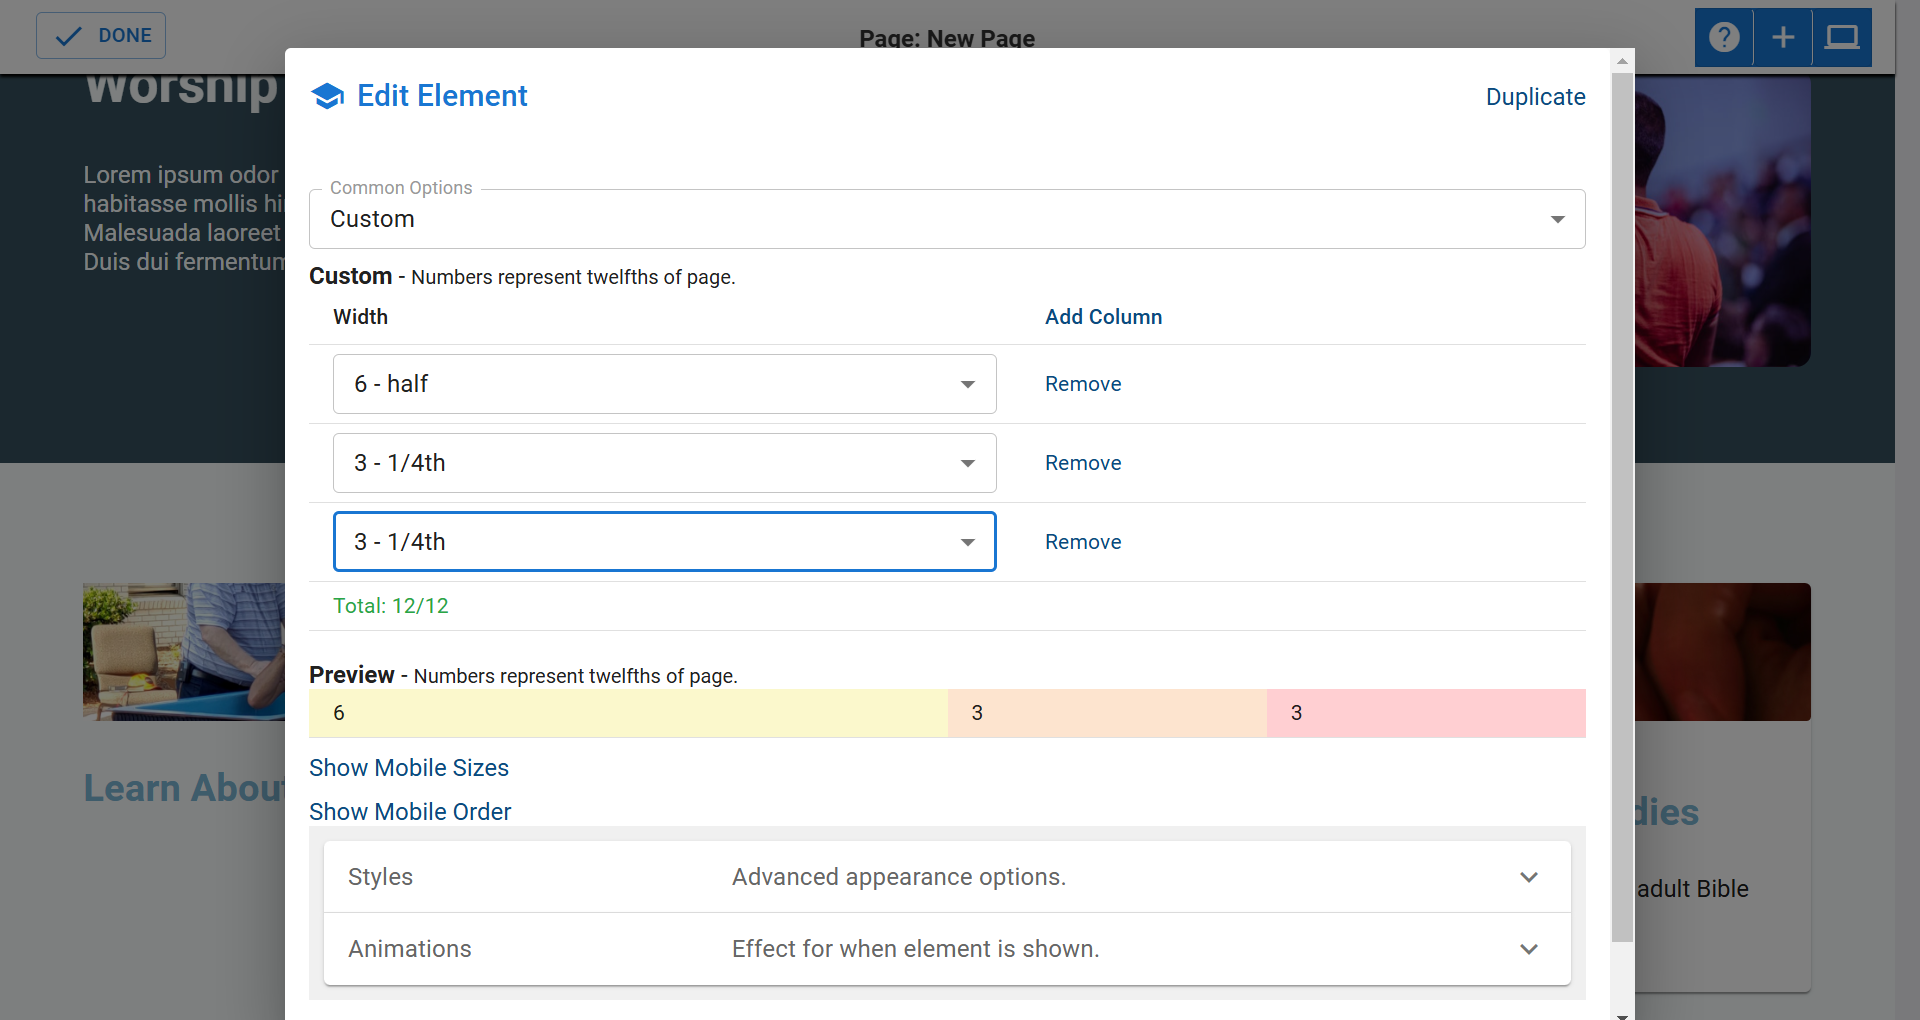 DONE
Page: New Page
Worship
Lorem ipsum odor
habitasse mollis
Malesuada laoreet
Duis dui fermentum
Edit Element
Duplicate
Common Options
Custom
Custom - Numbers represent twelfths of page.
Width
Add Column
6 - half
Remove
3 - 1/4th
Remove
3 - 1/4th
Remove
Total: 12/12
Preview - Numbers represent twelfths of page.
6
3
3
Show Mobile Sizes
Show Mobile Order
Styles
Advanced appearance options.
Animations
Effect for when element is shown.
Learn About
dies
adult Bible